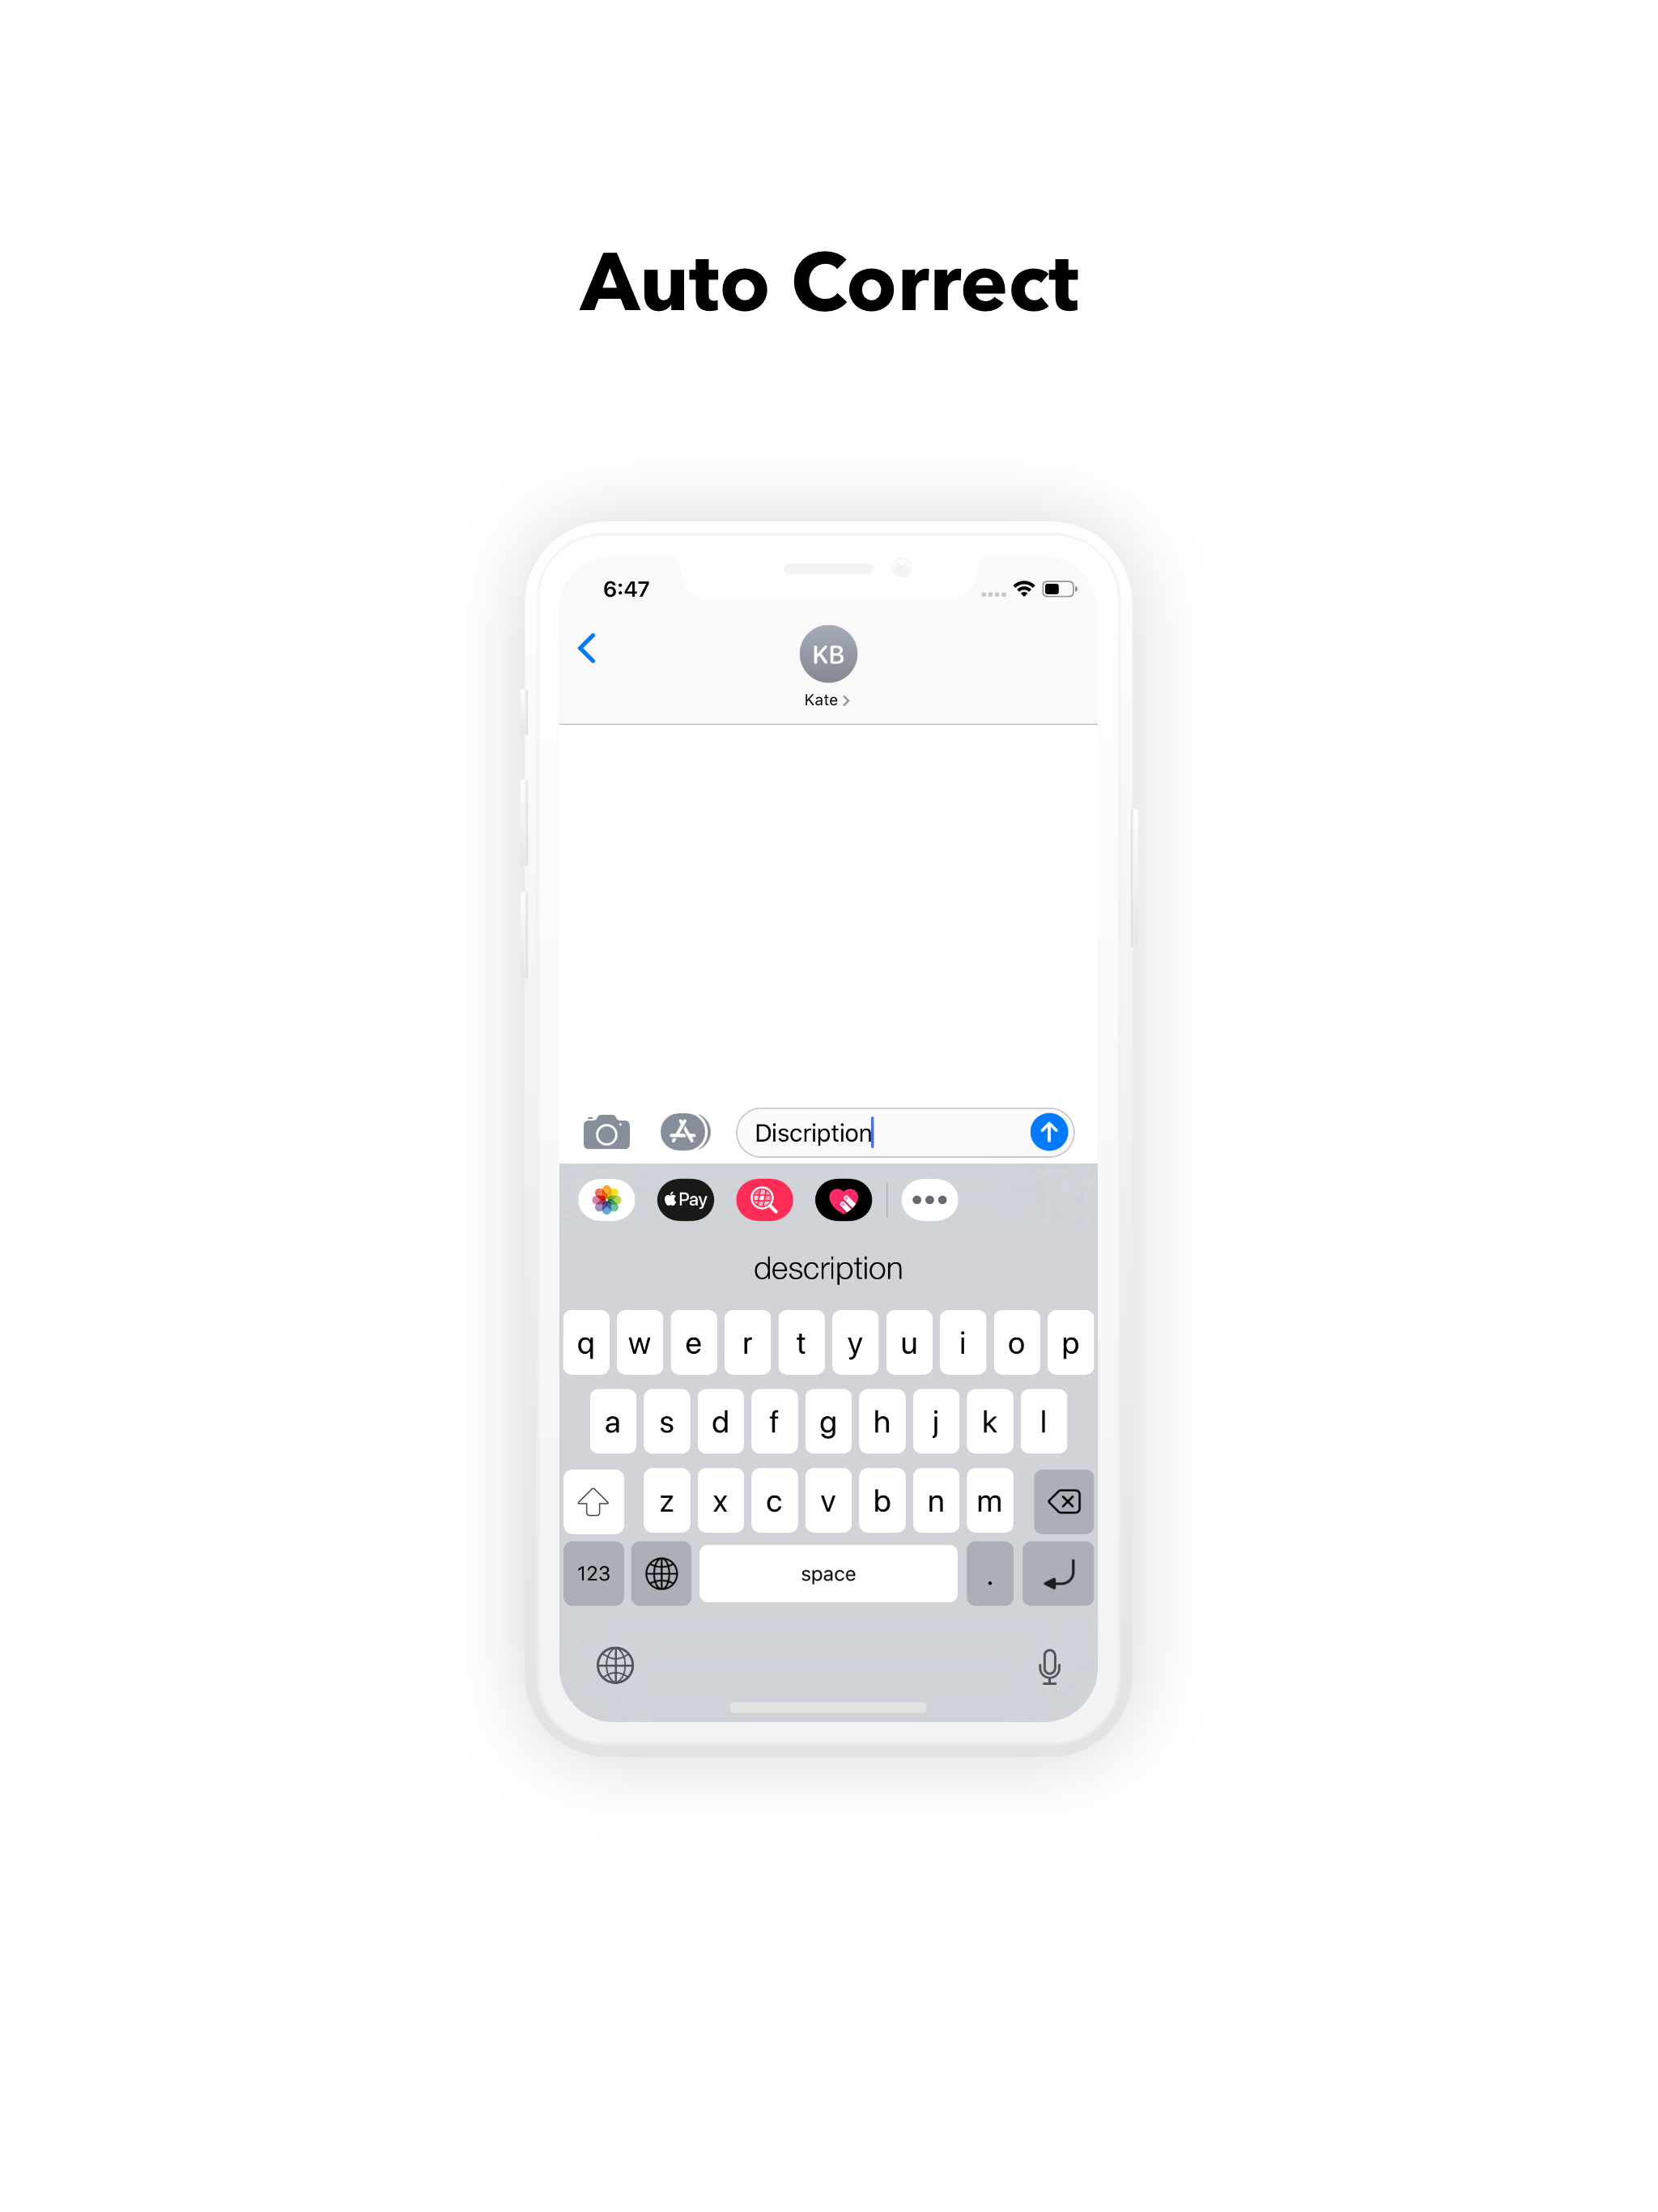 Auto Correct
6:47
KB
Kate
Discription
Pay
description
q w e r t y u i o p
a s d f g h j k l
z x c v b n m
123 space .